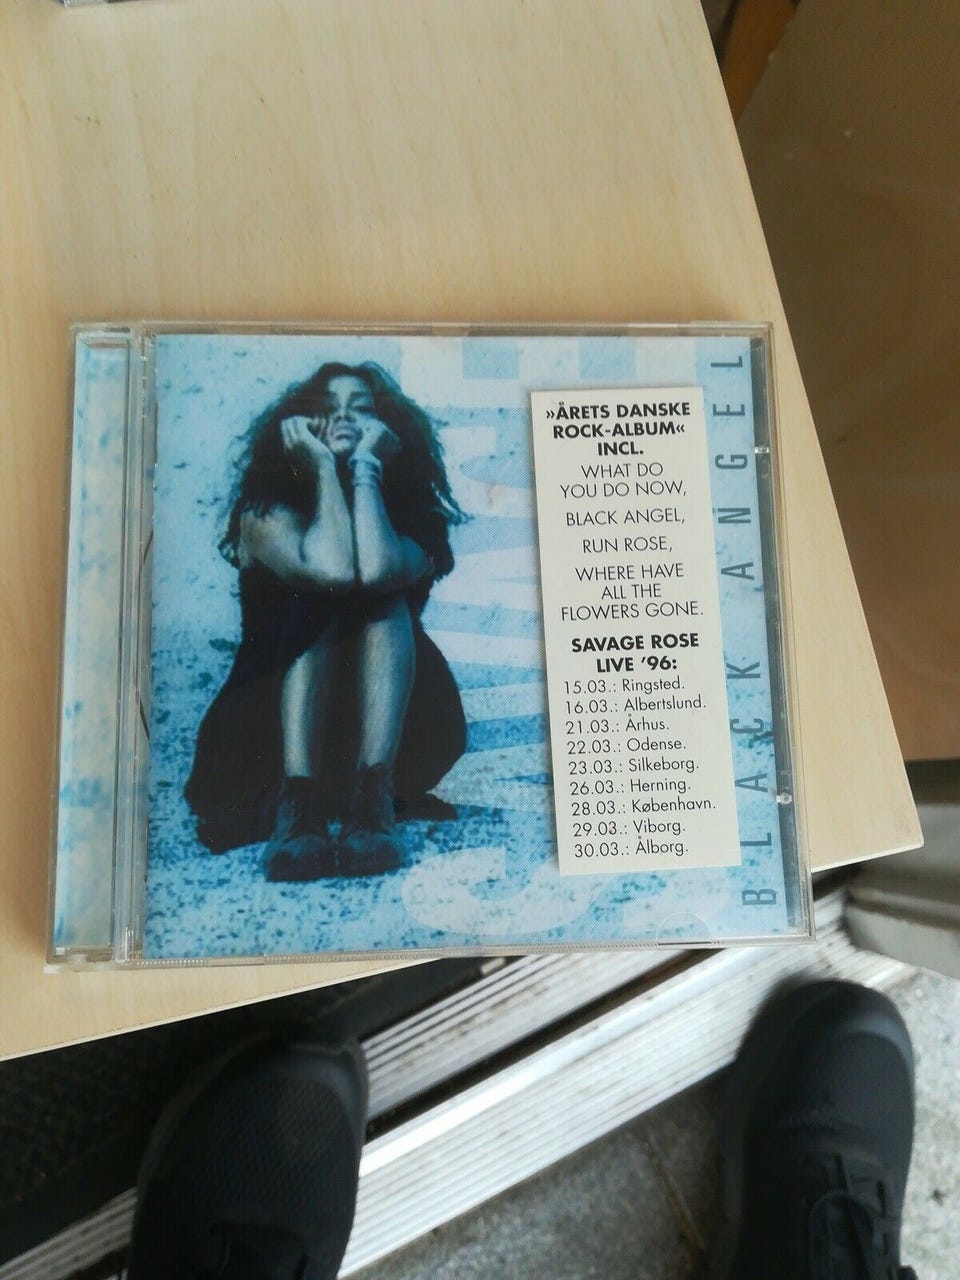 SAVAGE
»ÅRETS DANSKE
ROCK-ALBUM«
INCL.
WHAT DO
YOU DO NOW,
BLACK ANGEL,
RUN ROSE,
WHERE HAVE
ALL THE
FLOWERS GONE.
SAVAGE ROSE
LIVE '96:
15.03.: Ringsted.
16.03.: Albertslund.
21.03.: Århus.
22.03.: Odense.
23.03.: Silkeborg.
26.03.: Herning.
28.03.: København.
29.03.: Viborg.
30.03.: Ålborg.
BLACK ANGEL